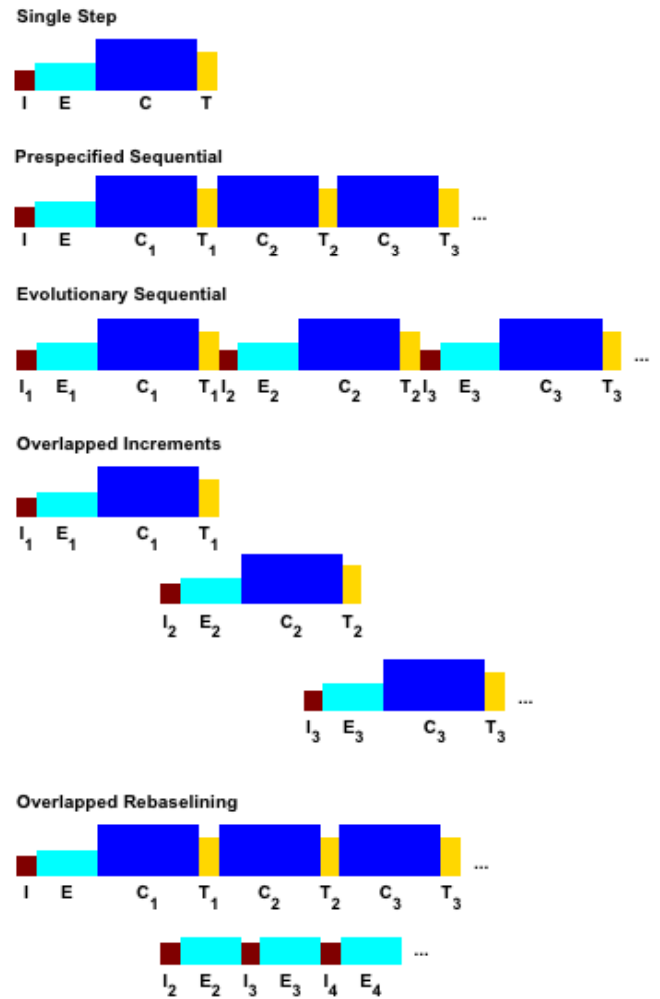 Single Step
I E C T
Prespecified Sequential
I E C₁ T₁ C₂ T₂ C₃ T₃ ...
Evolutionary Sequential
I₁ E₁ C₁ T₁ I₂ E₂ C₂ T₂ I₃ E₃ C₃ T₃ ...
Overlapped Increments
I₁ E₁ C₁ T₁
I₂ E₂ C₂ T₂
I₃ E₃ C₃ T₃ ...
Overlapped Rebaselining
I E C₁ T₁ C₂ T₂ C₃ T₃ ...
I₂ E₂ I₃ E₃ I₄ E₄ ...